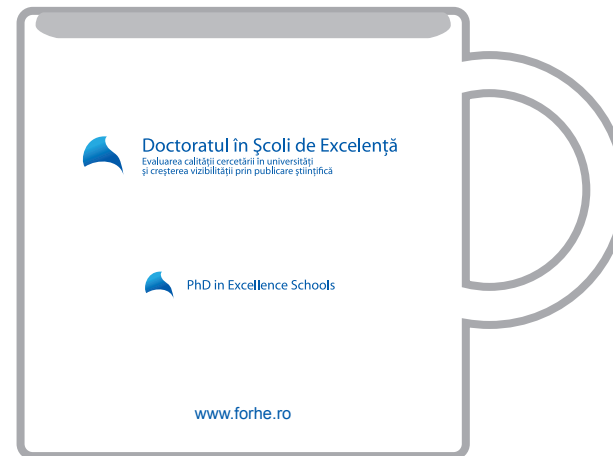 Doctoratul în Şcoli de Excelenţă
Evaluarea calităţii cercetării în universităţi
şi creşterea vizibilităţii prin publicare ştiinţifică
PhD in Excellence Schools
www.forhe.ro